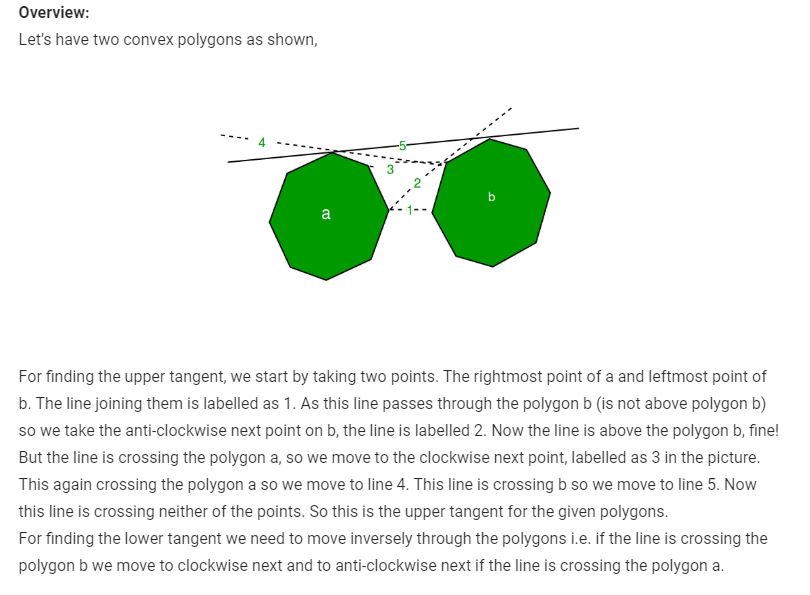 Overview:
Let's have two convex polygons as shown,
4
5
3
2
b
1
a
For finding the upper tangent, we start by taking two points. The rightmost point of a and leftmost point of
b. The line joining them is labelled as 1. As this line passes through the polygon b (is not above polygon b)
so we take the anti-clockwise next point on b, the line is labelled 2. Now the line is above the polygon b, fine!
But the line is crossing the polygon a, so we move to the clockwise next point, labelled as 3 in the picture.
This again crossing the polygon a so we move to line 4. This line is crossing b so we move to line 5. Now
this line is crossing neither of the points. So this is the upper tangent for the given polygons.
For finding the lower tangent we need to move inversely through the polygons i.e. if the line is crossing the
polygon b we move to clockwise next and to anti-clockwise next if the line is crossing the polygon a.